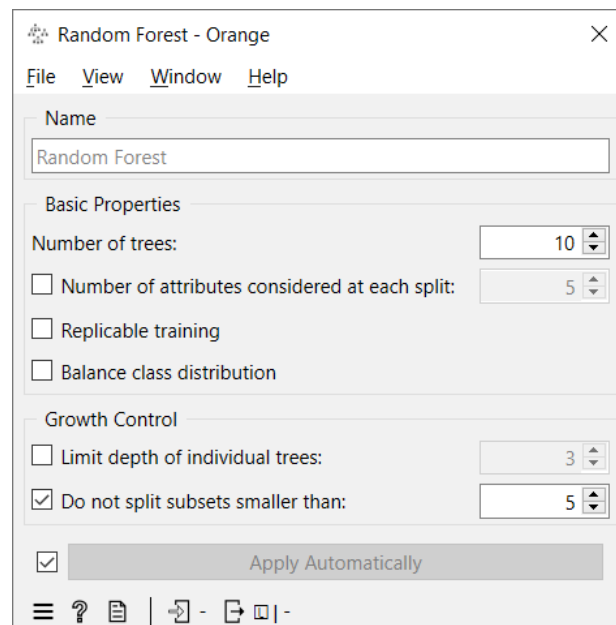 Random Forest - Orange
File View Window Help
Name
Random Forest
Basic Properties
Number of trees: 10
Number of attributes considered at each split: 5
Replicable training
Balance class distribution
Growth Control
Limit depth of individual trees: 3
Do not split subsets smaller than: 5
Apply Automatically
? | - | -